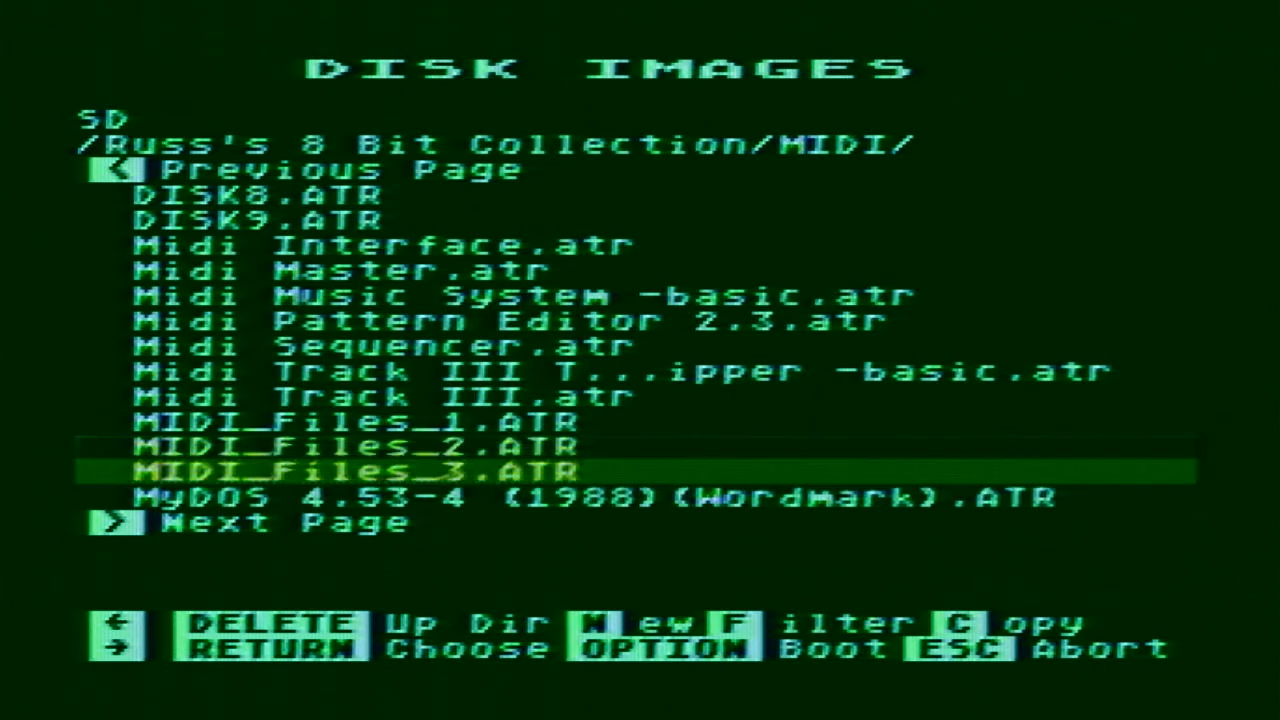 DISK IMAGES
SD
/Russ's 8 Bit Collection/MIDI/
< Previous Page
DISK8.ATR
DISK9.ATR
Midi Interface.atr
Midi Master.atr
Midi Music System -basic.atr
Midi Pattern Editor 2.3.atr
Midi Sequencer.atr
Midi Track III T...ipper -basic.atr
Midi Track III.atr
MIDI_Files_1.ATR
MIDI_Files_2.ATR
MIDI_Files_3.ATR
MyDOS 4.53-4 (1988)(Wordmark).ATR
> Next Page
← DELETE Up Dir New Filter Copy
→ RETURN Choose OPTION Boot ESC Abort